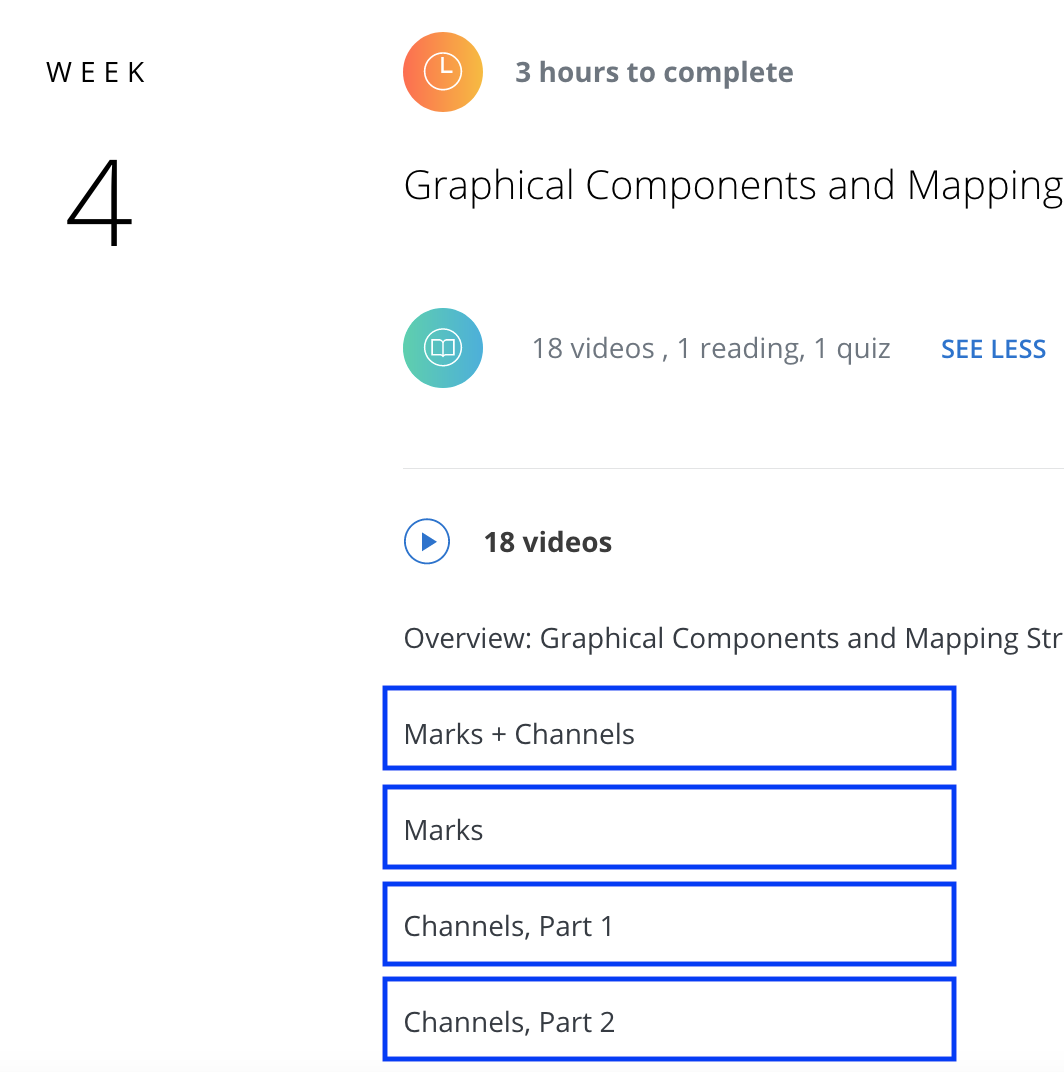 WEEK
4
3 hours to complete
Graphical Components and Mapping
18 videos , 1 reading, 1 quiz
SEE LESS
18 videos
Overview: Graphical Components and Mapping Str
Marks + Channels
Marks
Channels, Part 1
Channels, Part 2